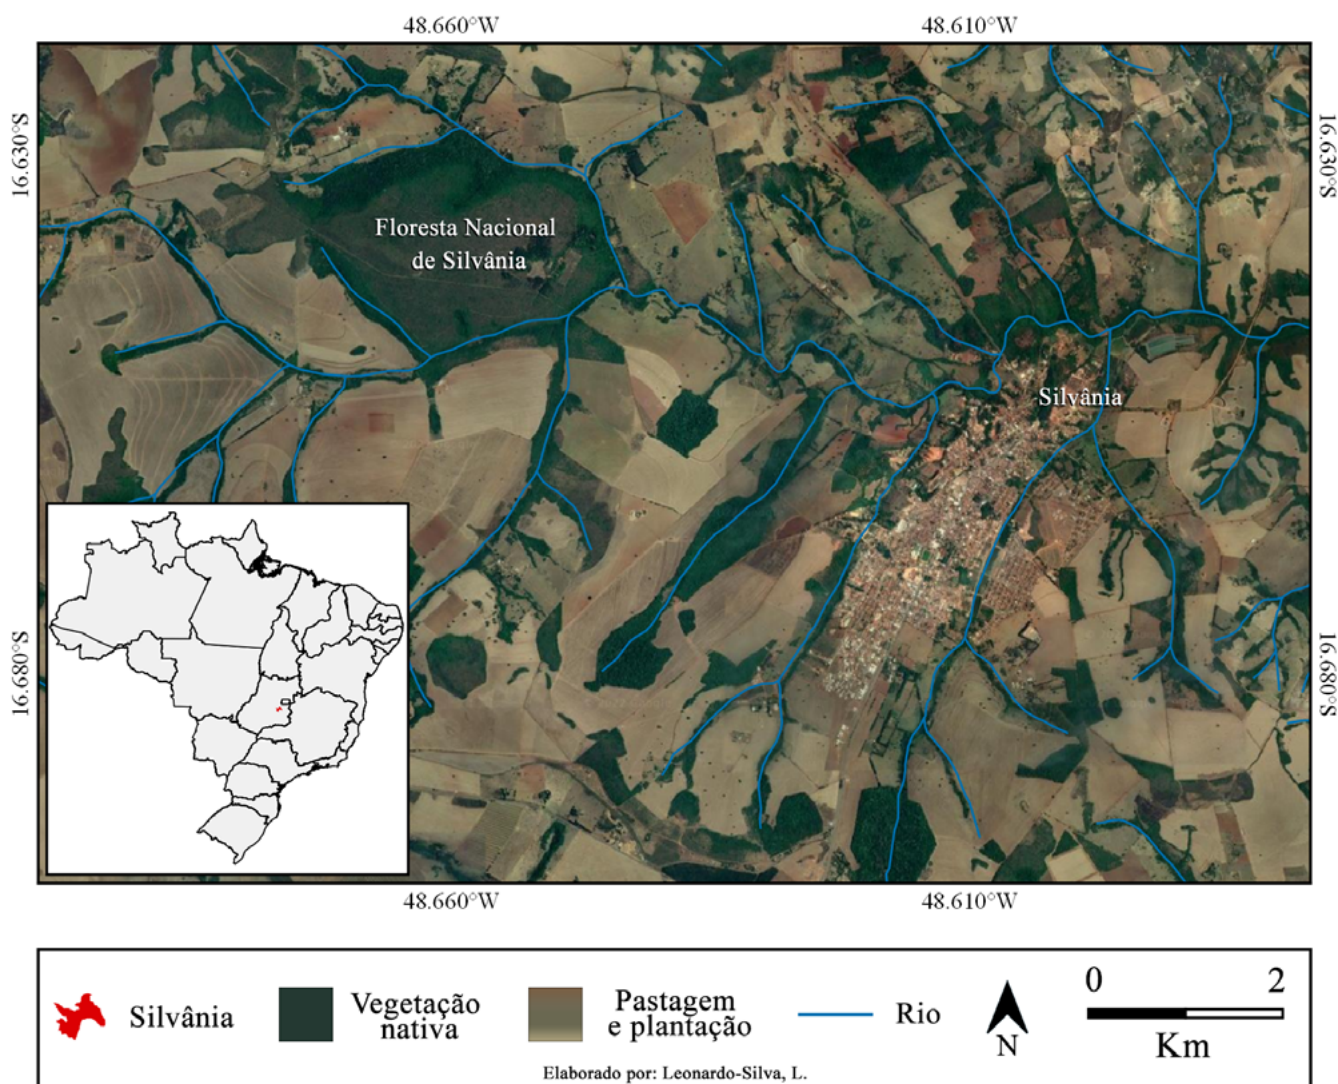 48.660°W
48.610°W
16.630°S
16.630°S
Floresta Nacional
de Silvânia
Silvânia
16.680°S
16.680°S
48.660°W
48.610°W
Silvânia
Vegetação
nativa
Pastagem
e plantação
Rio
N
0
2
Km
Elaborado por: Leonardo-Silva, L.